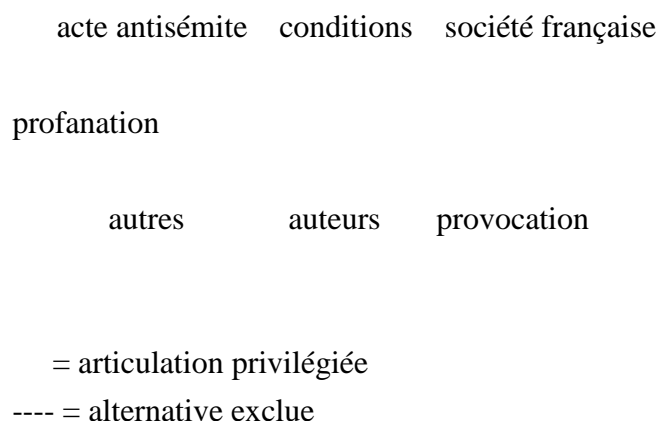 acte antisémite conditions société française
profanation
autres auteurs provocation
= articulation privilégiée
---- = alternative exclue